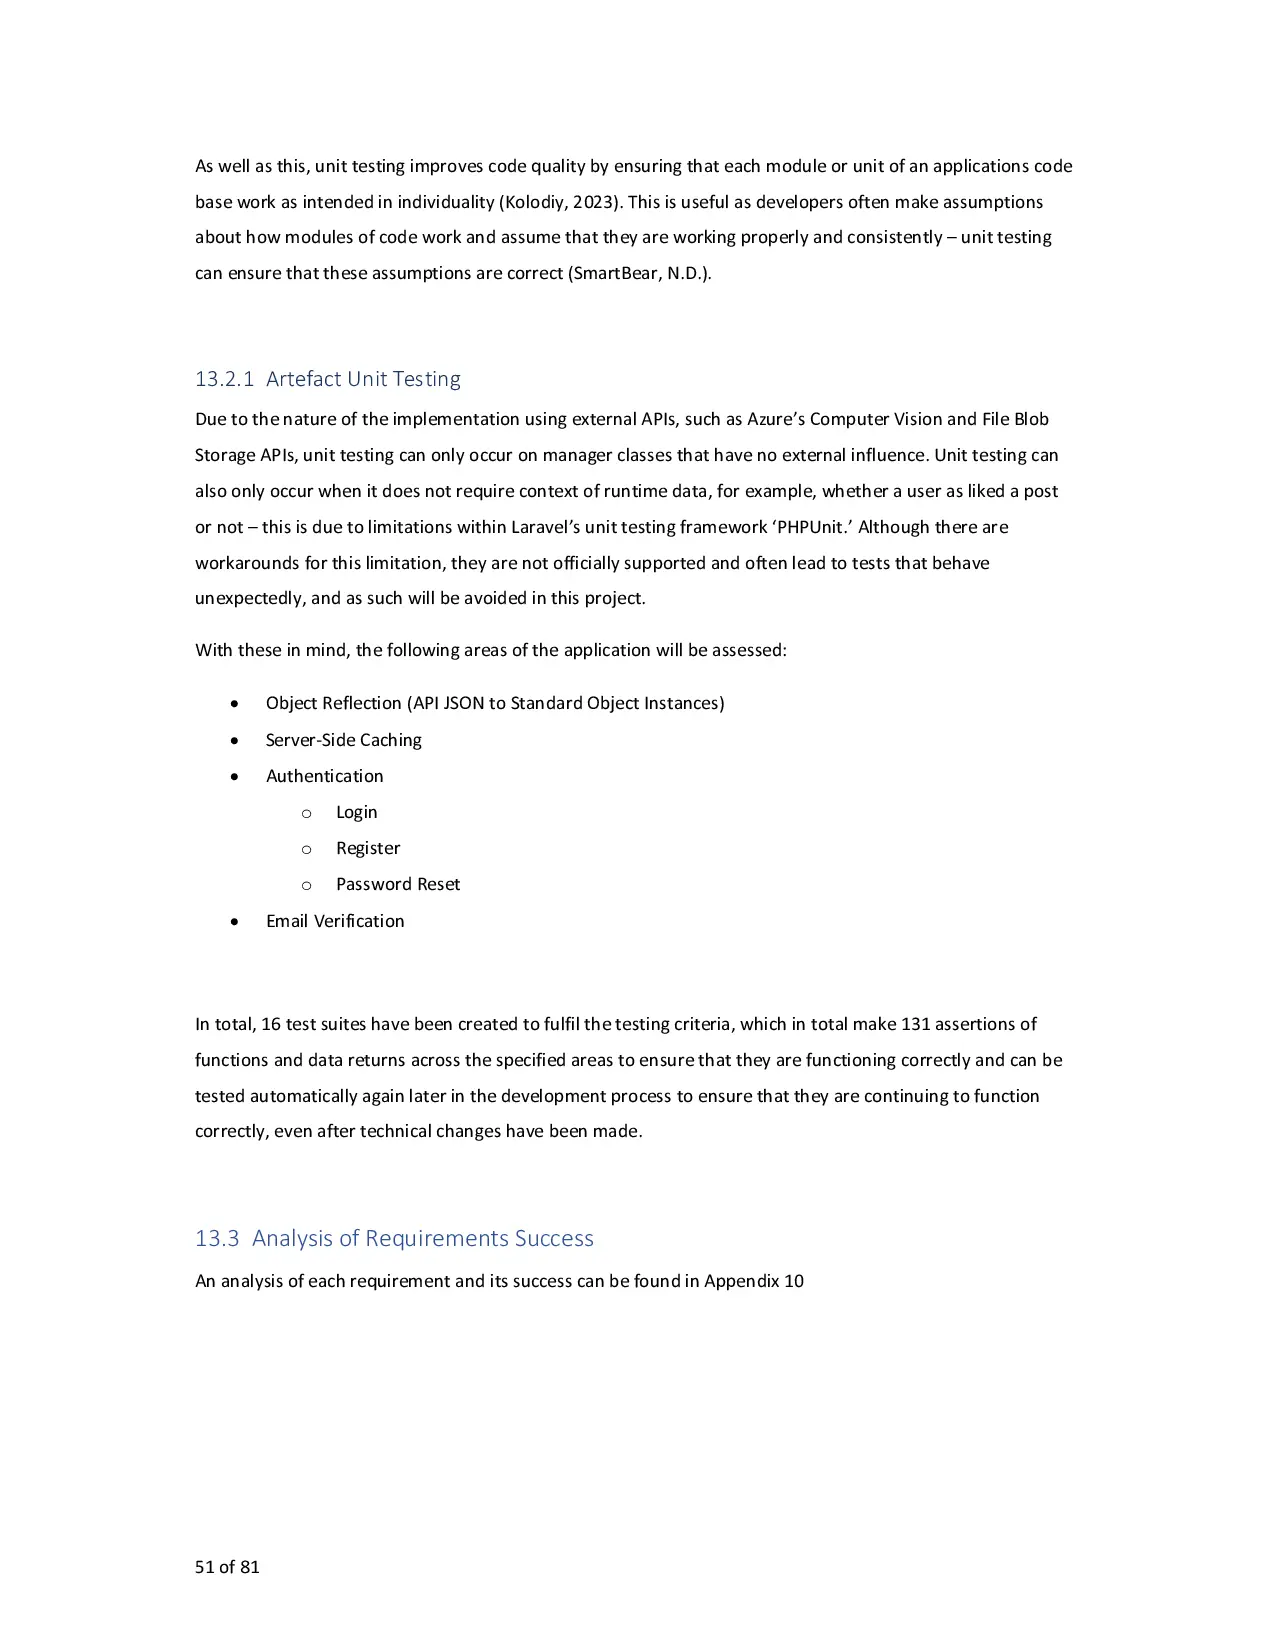 As well as this, unit testing improves code quality by ensuring that each module or unit of an applications code
base work as intended in individuality (Kolodiy, 2023). This is useful as developers often make assumptions
about how modules of code work and assume that they are working properly and consistently – unit testing
can ensure that these assumptions are correct (SmartBear, N.D.).
13.2.1 Artefact Unit Testing
Due to the nature of the implementation using external APIs, such as Azure’s Computer Vision and File Blob
Storage APIs, unit testing can only occur on manager classes that have no external influence. Unit testing can
also only occur when it does not require context of runtime data, for example, whether a user as liked a post
or not – this is due to limitations within Laravel’s unit testing framework ‘PHPUnit.’ Although there are
workarounds for this limitation, they are not officially supported and often lead to tests that behave
unexpectedly, and as such will be avoided in this project.
With these in mind, the following areas of the application will be assessed:
• Object Reflection (API JSON to Standard Object Instances)
• Server-Side Caching
• Authentication
o Login
o Register
o Password Reset
• Email Verification
In total, 16 test suites have been created to fulfil the testing criteria, which in total make 131 assertions of
functions and data returns across the specified areas to ensure that they are functioning correctly and can be
tested automatically again later in the development process to ensure that they are continuing to function
correctly, even after technical changes have been made.
13.3 Analysis of Requirements Success
An analysis of each requirement and its success can be found in Appendix 10
51 of 81